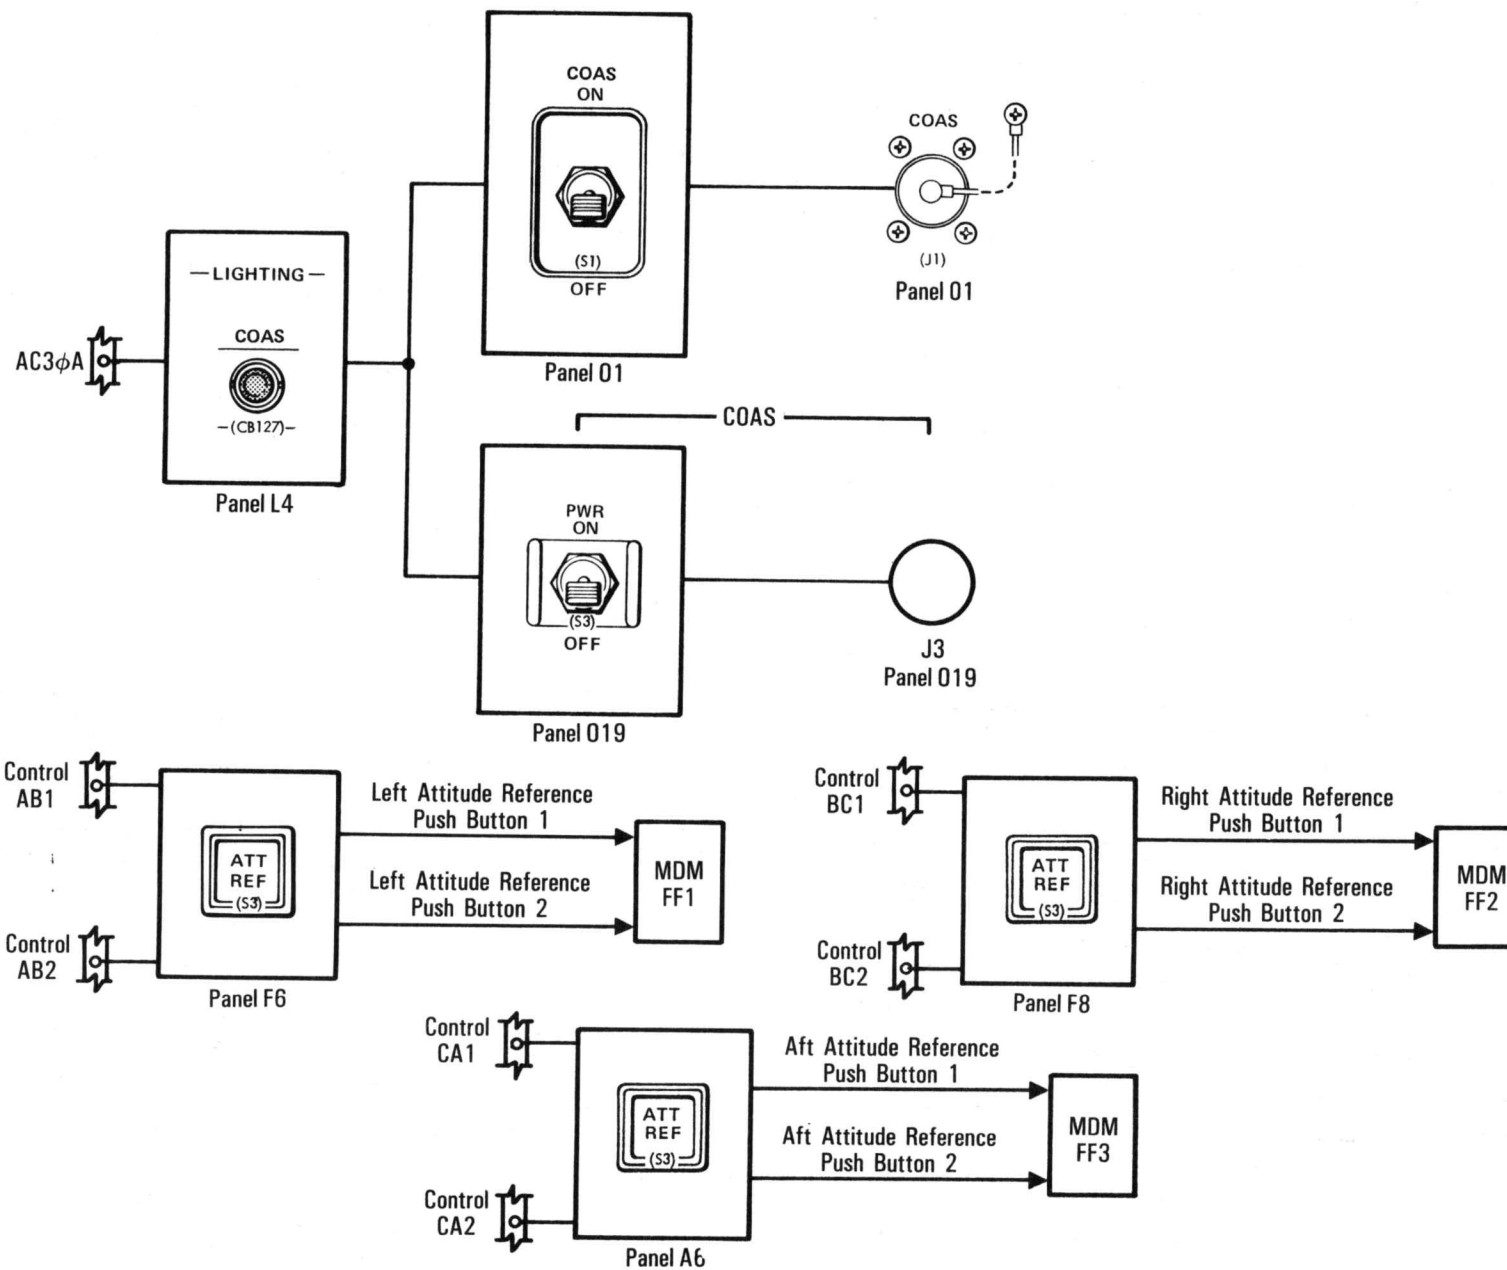 COAS
ON
(S1)
OFF
Panel O1
COAS
(J1)
Panel O1
AC3ϕA
—LIGHTING—
COAS
—(CB127)—
Panel L4
COAS
PWR
ON
(S3)
OFF
Panel O19
J3
Panel O19
Control
AB1
Control
AB2
ATT
REF
(S3)
Panel F6
Left Attitude Reference
Push Button 1
Left Attitude Reference
Push Button 2
MDM
FF1
Control
BC1
Control
BC2
ATT
REF
(S3)
Panel F8
Right Attitude Reference
Push Button 1
Right Attitude Reference
Push Button 2
MDM
FF2
Control
CA1
Control
CA2
ATT
REF
(S3)
Panel A6
Aft Attitude Reference
Push Button 1
Aft Attitude Reference
Push Button 2
MDM
FF3